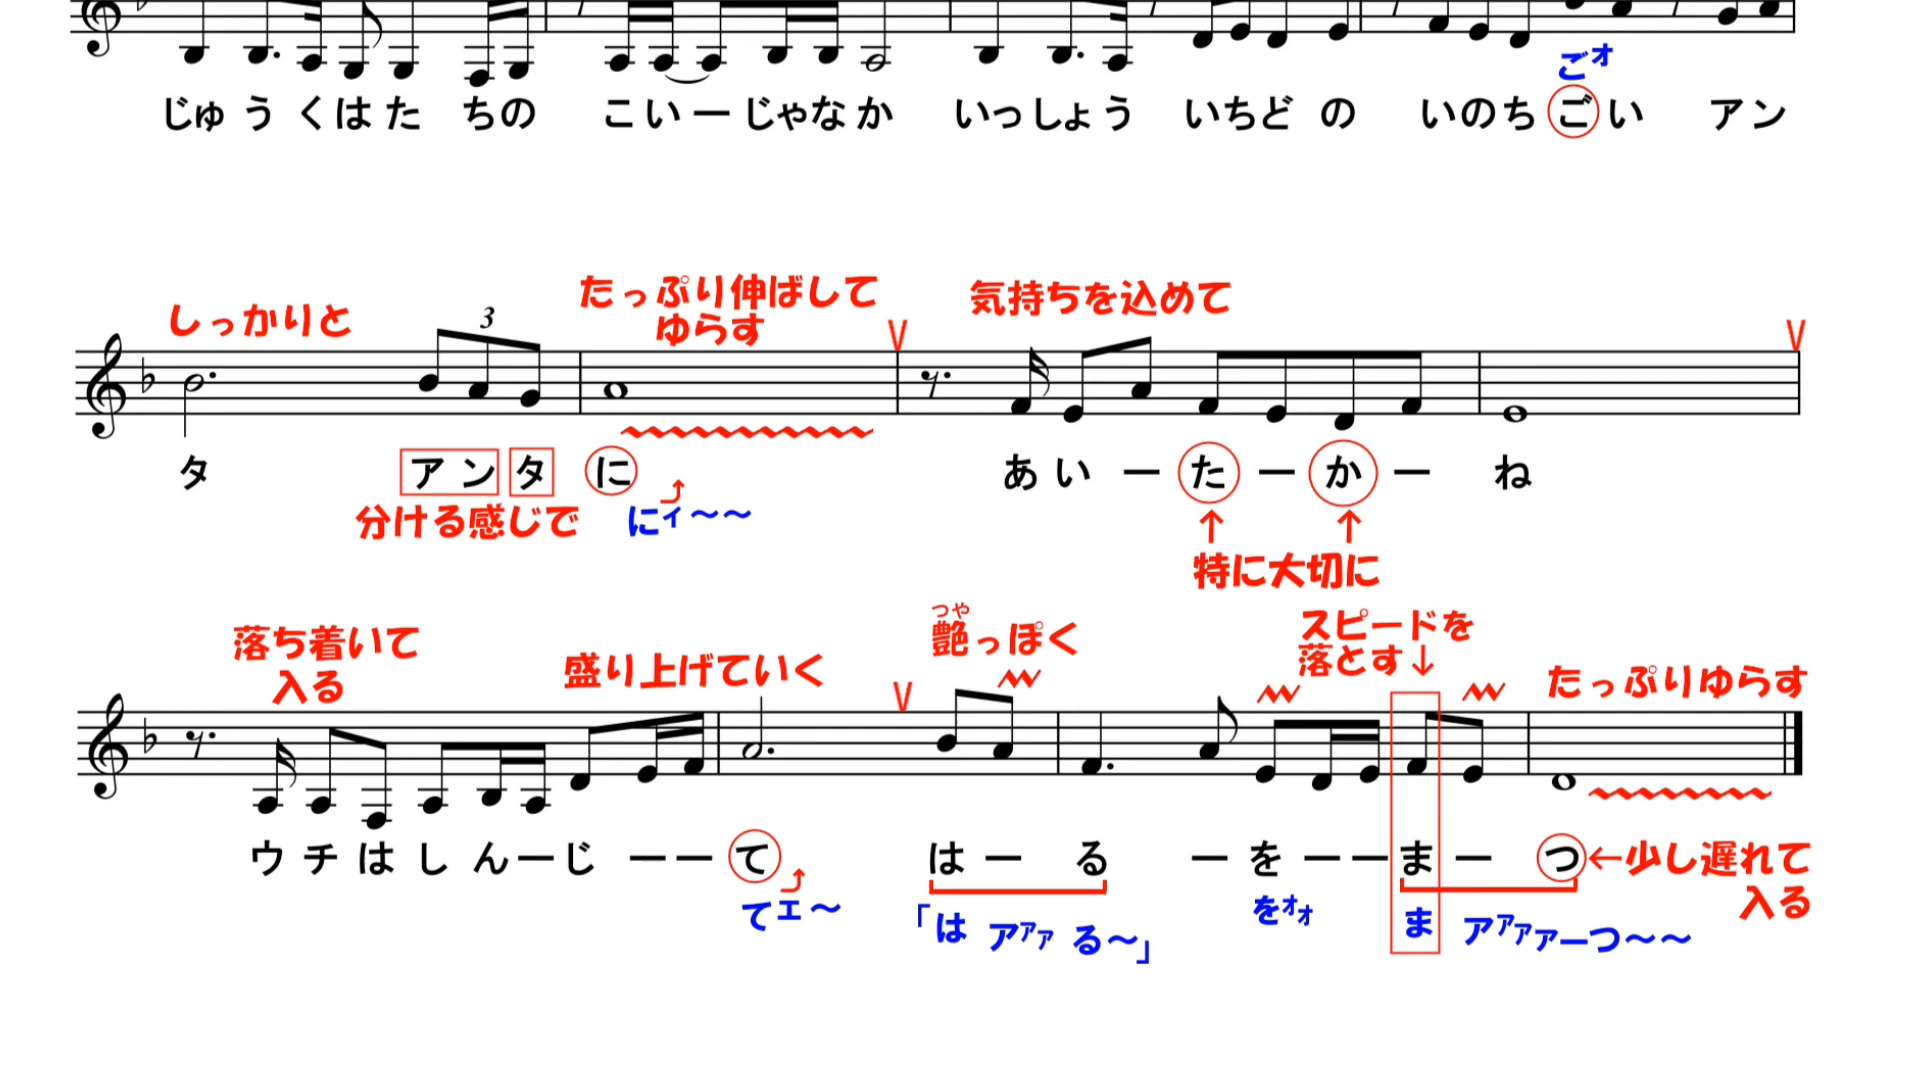 ごォ
じゅ う くは た ちの こい ー じゃな か いっ しょ う いちど の いのち ご い アン
しっかりと
3
たっぷり伸ばして
ゆらす
V
気持ちを込めて
V
タ アン タ に あ い ー た ー か ー ね
分ける感じで
にィ〜〜
↑ ↑
特に大切に
落ち着いて
入る
盛り上げていく
V
つや
艶っぽく
スピードを
落とす↓
たっぷりゆらす
ウ チ は し んー じ ーー て は ー る ー を ーー ま ー つ
←少し遅れて
入る
てエ〜
「は アァァ る〜」
をォォ
ま アァァァーつ〜〜